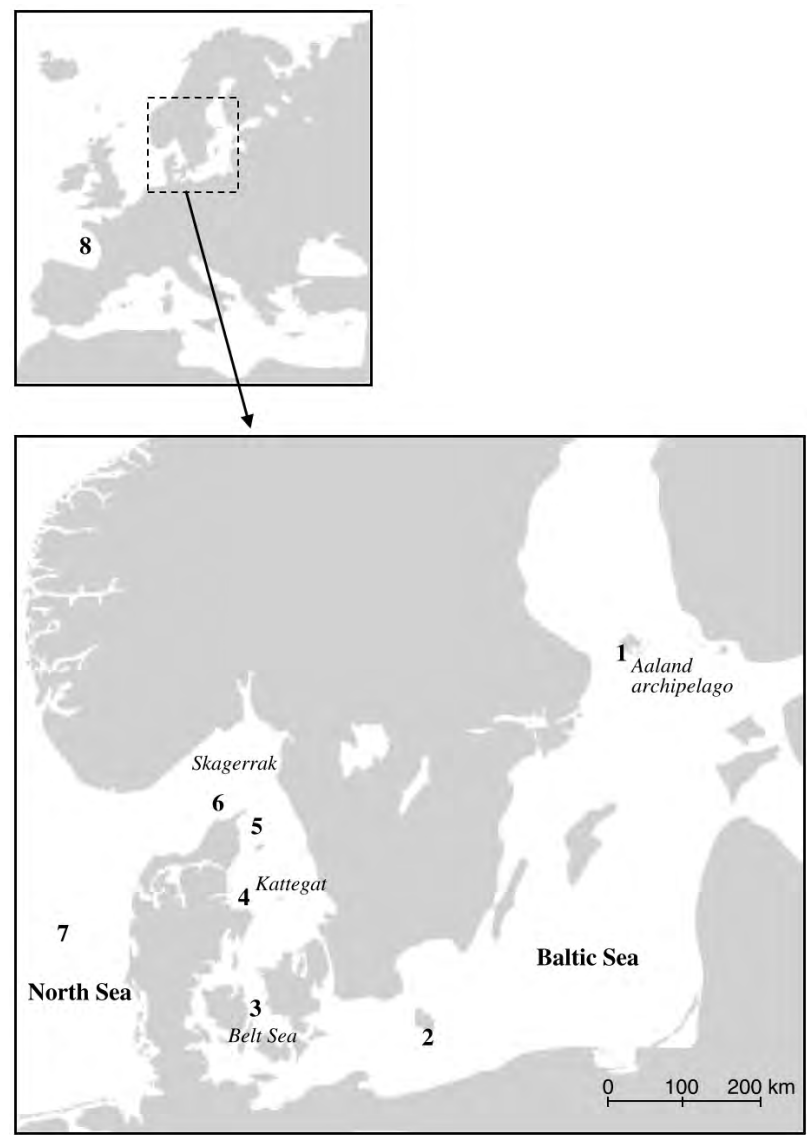 8
1
Aaland
archipelago
Skagerrak
6
5
Kattegat
4
7
Baltic Sea
North Sea
3
Belt Sea
2
0 100 200 km